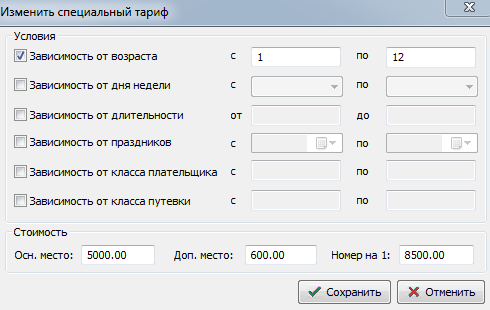 Изменить специальный тариф
Условия
Зависимость от возраста с 1 по 12
Зависимость от дня недели с по
Зависимость от длительности от до
Зависимость от праздников с по
Зависимость от класса плательщика с по
Зависимость от класса путевки с по
Стоимость
Осн. место: 5000.00 Доп. место: 600.00 Номер на 1: 8500.00
Сохранить Отменить